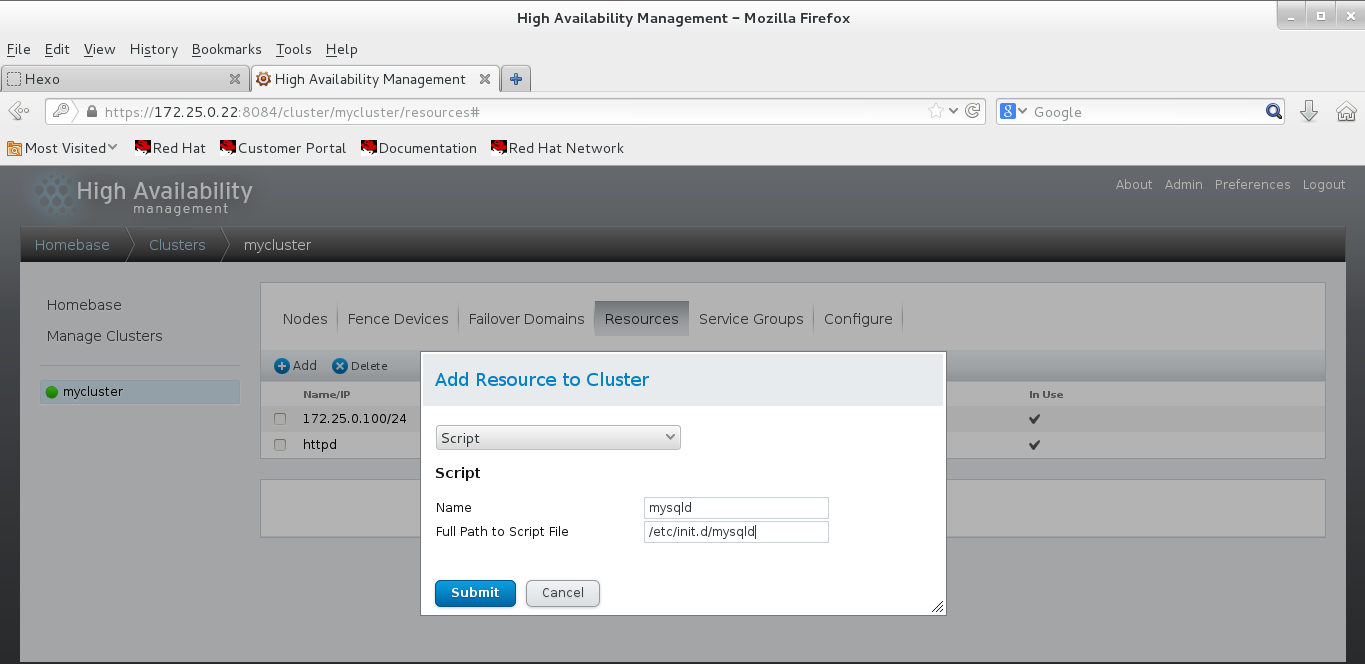 High Availability Management - Mozilla Firefox
File Edit View History Bookmarks Tools Help
Hexo High Availability Management
https://172.25.0.22:8084/cluster/mycluster/resources# 8 Google
Most Visited Red Hat Customer Portal Documentation Red Hat Network
High Availability
management
About Admin Preferences Logout
Homebase Clusters mycluster
Homebase
Manage Clusters
mycluster
Nodes Fence Devices Failover Domains Resources Service Groups Configure
Add Delete
Name/IP In Use
172.25.0.100/24
httpd
Add Resource to Cluster
Script
Script
Name mysqld
Full Path to Script File /etc/init.d/mysqld
Submit Cancel